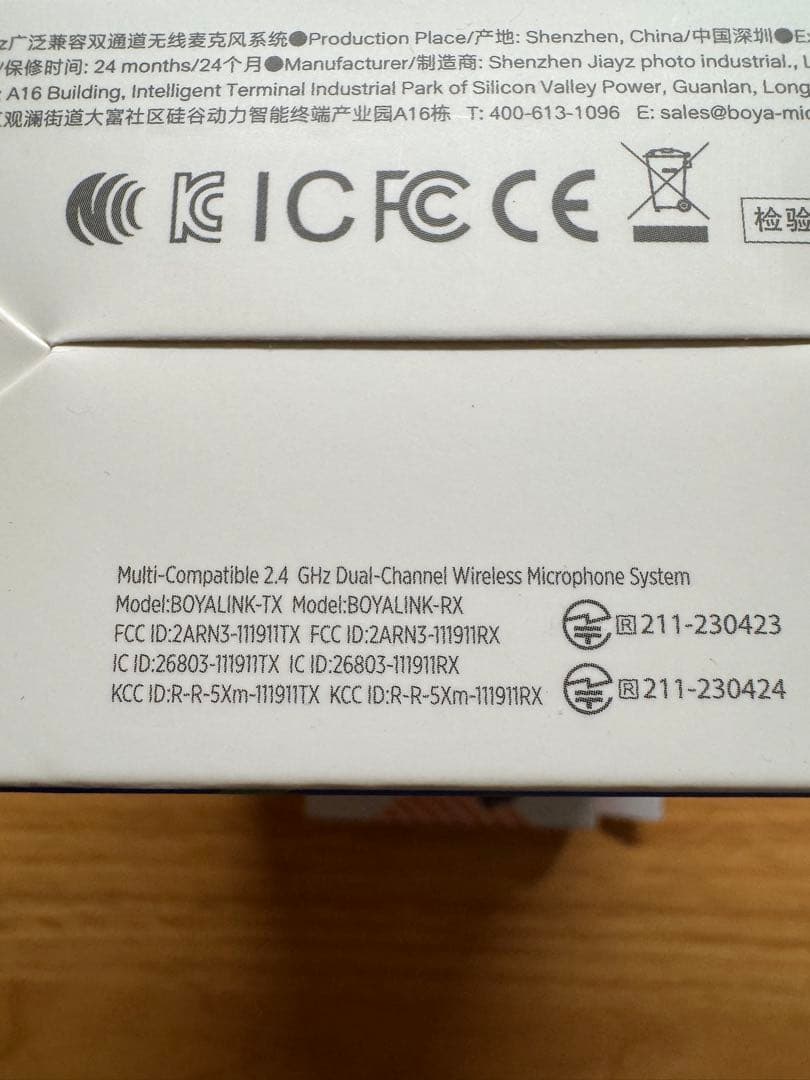 z广泛兼容双通道无线麦克风系统●Production Place/产地: Shenzhen, China/中国深圳●E
/保修时间: 24 months/24个月●Manufacturer/制造商: Shenzhen Jiayz photo industrial., L
: A16 Building, Intelligent Terminal Industrial Park of Silicon Valley Power, Guanlan, Long
观澜街道大富社区硅谷动力智能终端产业园A16栋 T: 400-613-1096 E: sales@boya-mic
CCC KC IC FC CE 检验
Multi-Compatible 2.4 GHz Dual-Channel Wireless Microphone System
Model:BOYALINK-TX Model:BOYALINK-RX
FCC ID:2ARN3-111911TX FCC ID:2ARN3-111911RX
R 211-230423
IC ID:26803-111911TX IC ID:26803-111911RX
KCC ID:R-R-5Xm-111911TX KCC ID:R-R-5Xm-111911RX
R 211-230424